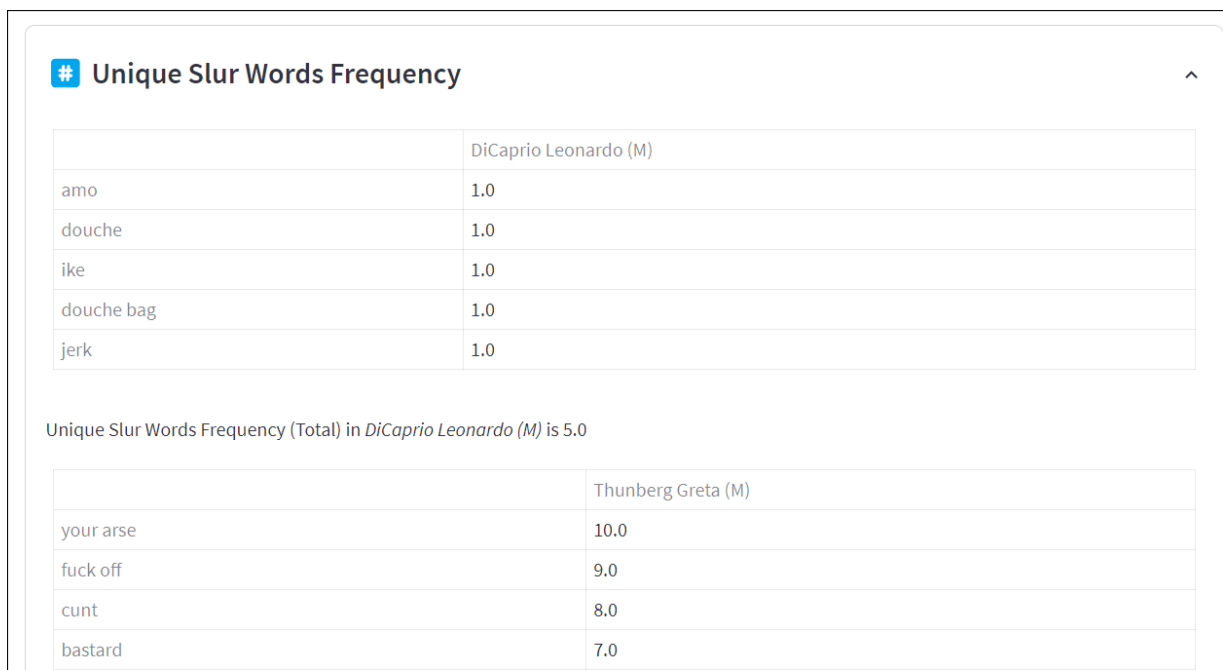 # Unique Slur Words Frequency
DiCaprio Leonardo (M)
amo 1.0
douche 1.0
ike 1.0
douche bag 1.0
jerk 1.0
Unique Slur Words Frequency (Total) in DiCaprio Leonardo (M) is 5.0
Thunberg Greta (M)
your arse 10.0
fuck off 9.0
cunt 8.0
bastard 7.0